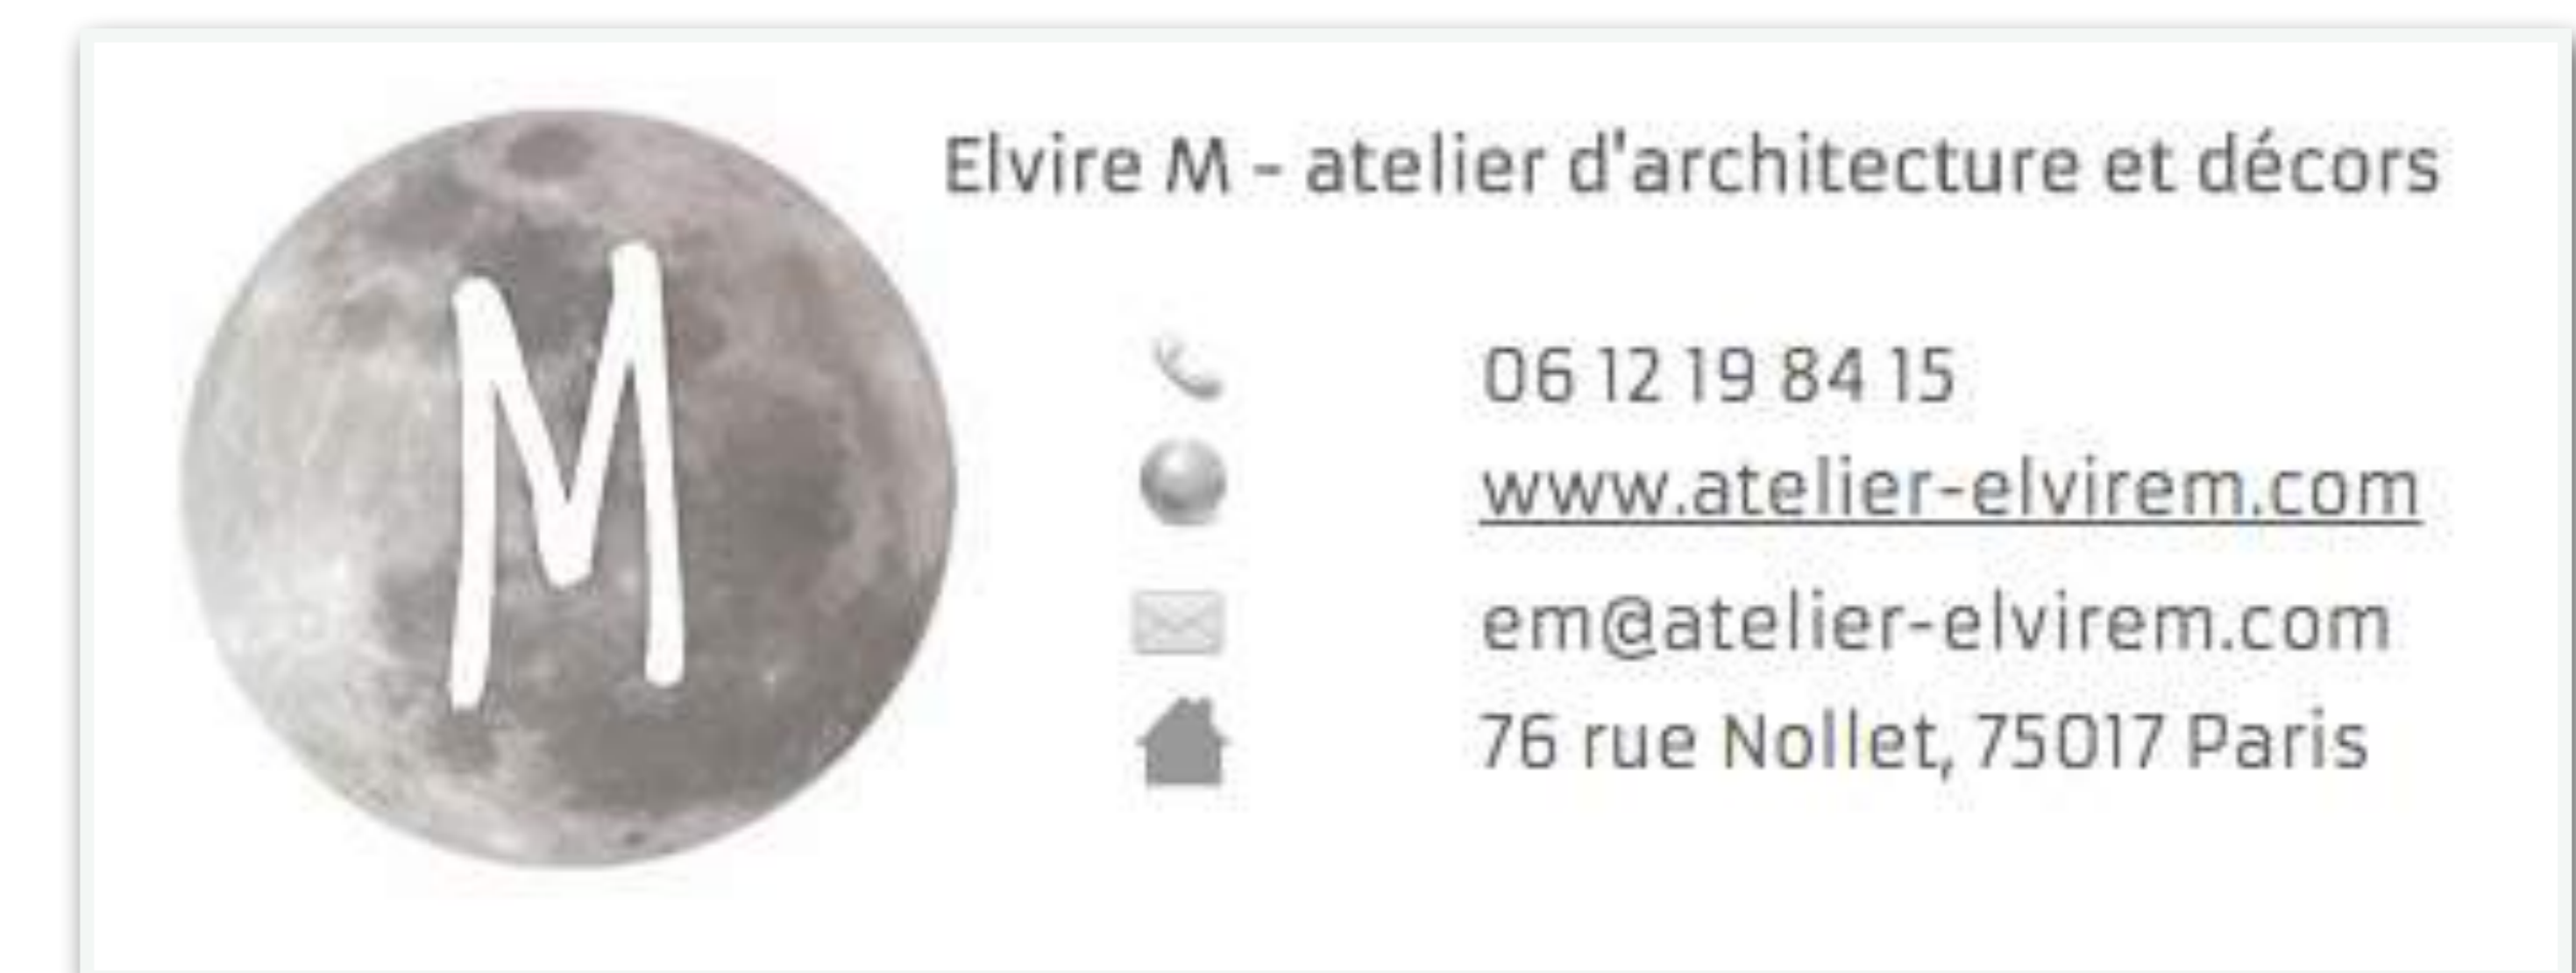 M
Elvire M - atelier d'architecture et décors
06 12 19 84 15
www.atelier-elvirem.com
em@atelier-elvirem.com
76 rue Nollet, 75017 Paris